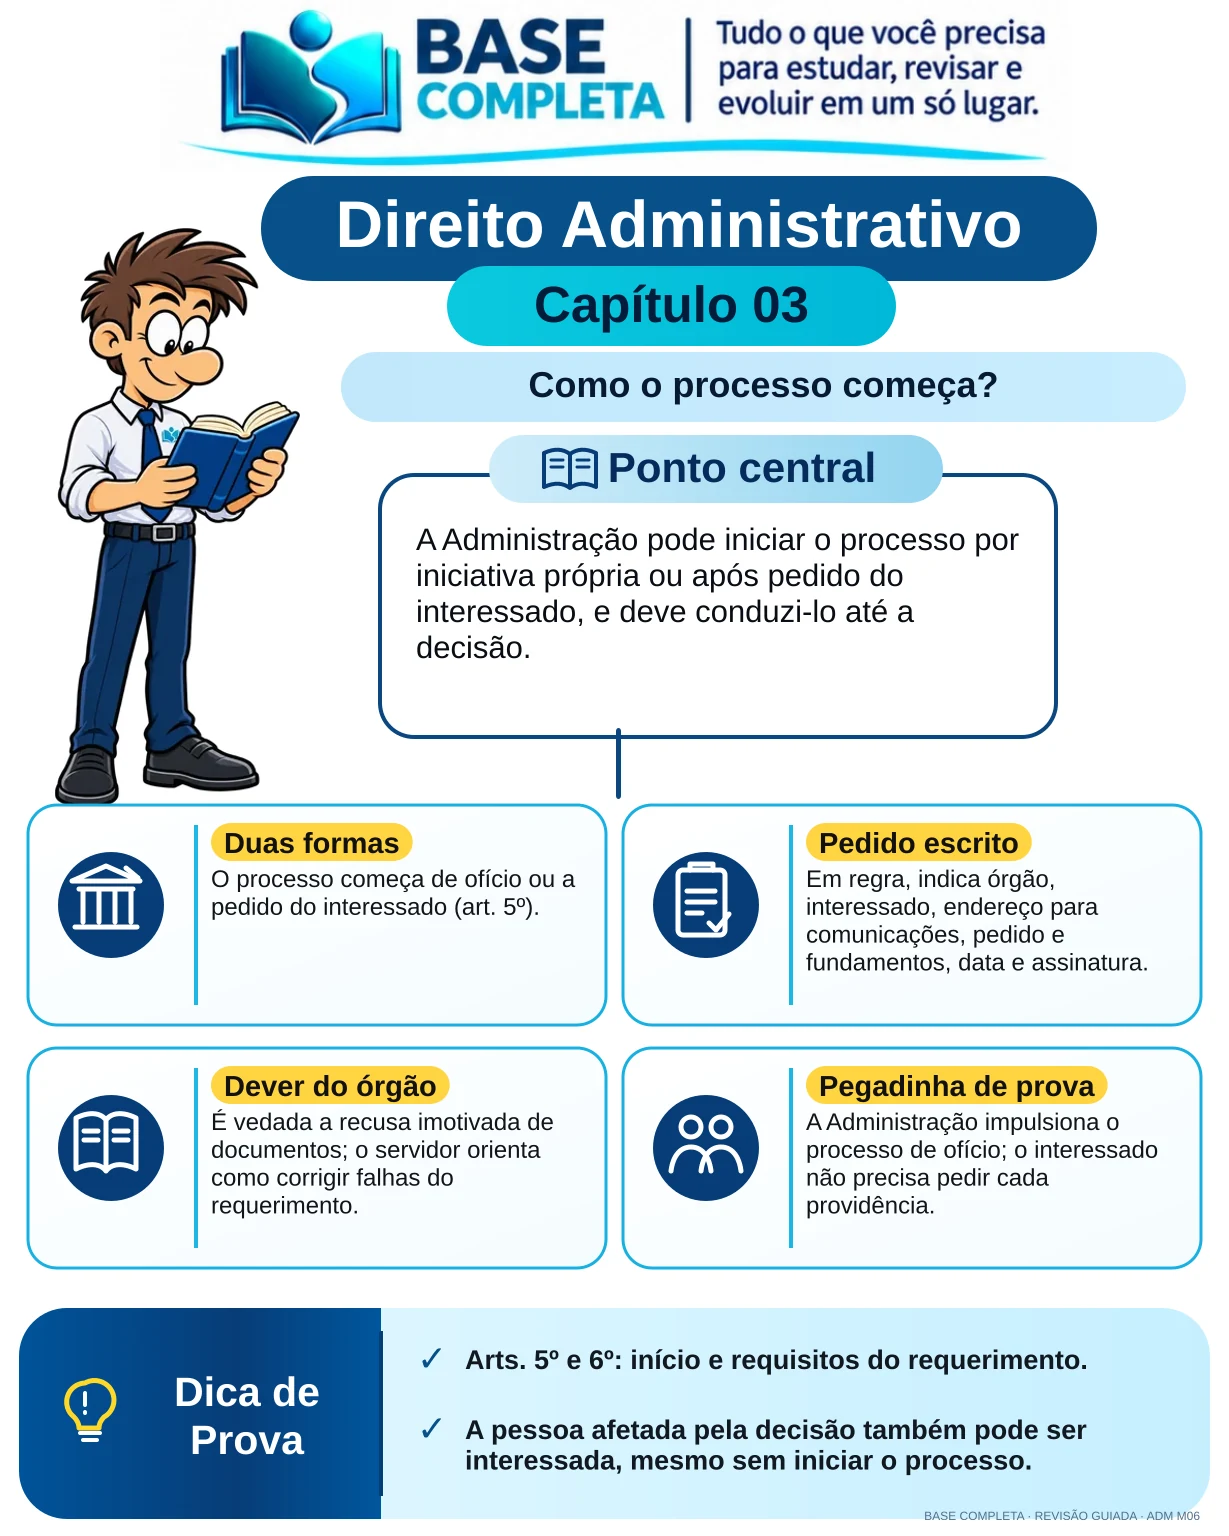 BASE
COMPLETA
Tudo o que você precisa
para estudar, revisar e
evoluir em um só lugar.
Direito Administrativo
Capítulo 03
Como o processo começa?
Ponto central
A Administração pode iniciar o processo por
iniciativa própria ou após pedido do
interessado, e deve conduzi-lo até a
decisão.
Duas formas
O processo começa de ofício ou a
pedido do interessado (art. 5º).
Pedido escrito
Em regra, indica órgão,
interessado, endereço para
comunicações, pedido e
fundamentos, data e assinatura.
Dever do órgão
É vedada a recusa imotivada de
documentos; o servidor orienta
como corrigir falhas do
requerimento.
Pegadinha de prova
A Administração impulsiona o
processo de ofício; o interessado
não precisa pedir cada
providência.
Dica de
Prova
✓ Arts. 5º e 6º: início e requisitos do requerimento.
✓ A pessoa afetada pela decisão também pode ser
interessada, mesmo sem iniciar o processo.
BASE COMPLETA · REVISÃO GUIADA · ADM M06